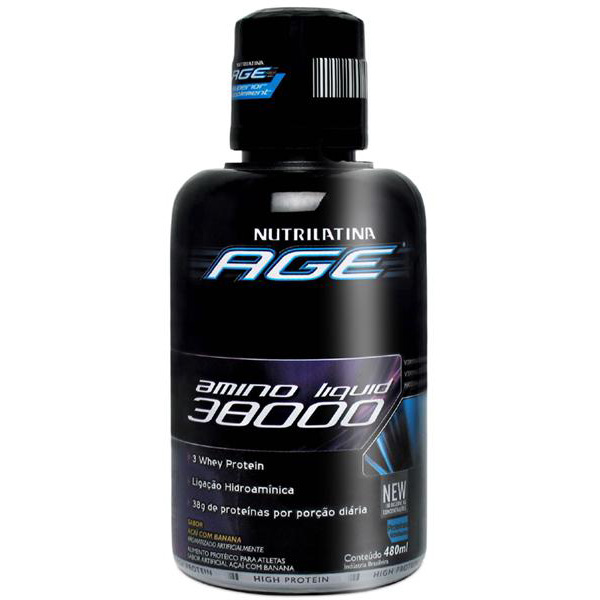 NUTRILATINA
AGE
NUTRILATINA
AGE
amino liquid
38000
3 Whey Protein
Ligação Hidroamínica
38g de proteínas por porção diária
NEW
SABOR
AÇAÍ COM BANANA
AROMATIZADO ARTIFICIALMENTE
ALIMENTO PROTÉICO PARA ATLETAS
SABOR ARTIFICIAL AÇAÍ COM BANANA
Conteúdo 480ml
Indústria Brasileira
HIGH PROTEIN